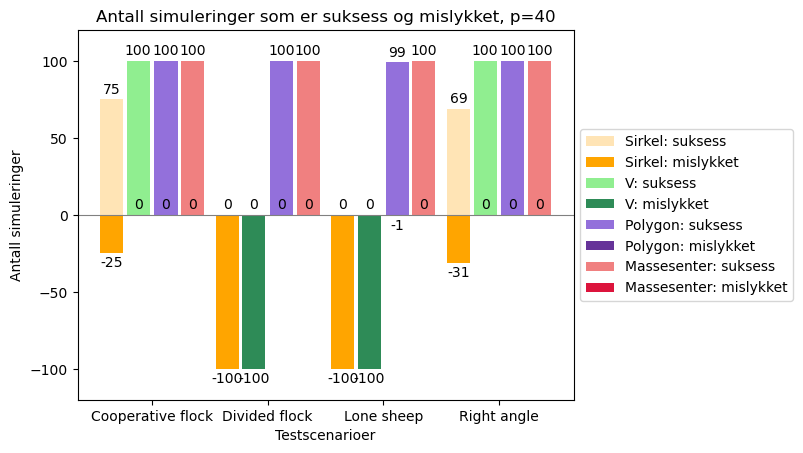 Antall simuleringer som er suksess og mislykket, p=40
Antall simuleringer
100
50
0
−50
−100
75 100 100 100 100 100 99 100 69 100 100 100
0 0 0 0 0 0 0 0 0 0 0 0
-25 -100 -100 -100 -100 -1 -31
Cooperative flock Divided flock Lone sheep Right angle
Testscenarioer
Sirkel: suksess
Sirkel: mislykket
V: suksess
V: mislykket
Polygon: suksess
Polygon: mislykket
Massesenter: suksess
Massesenter: mislykket